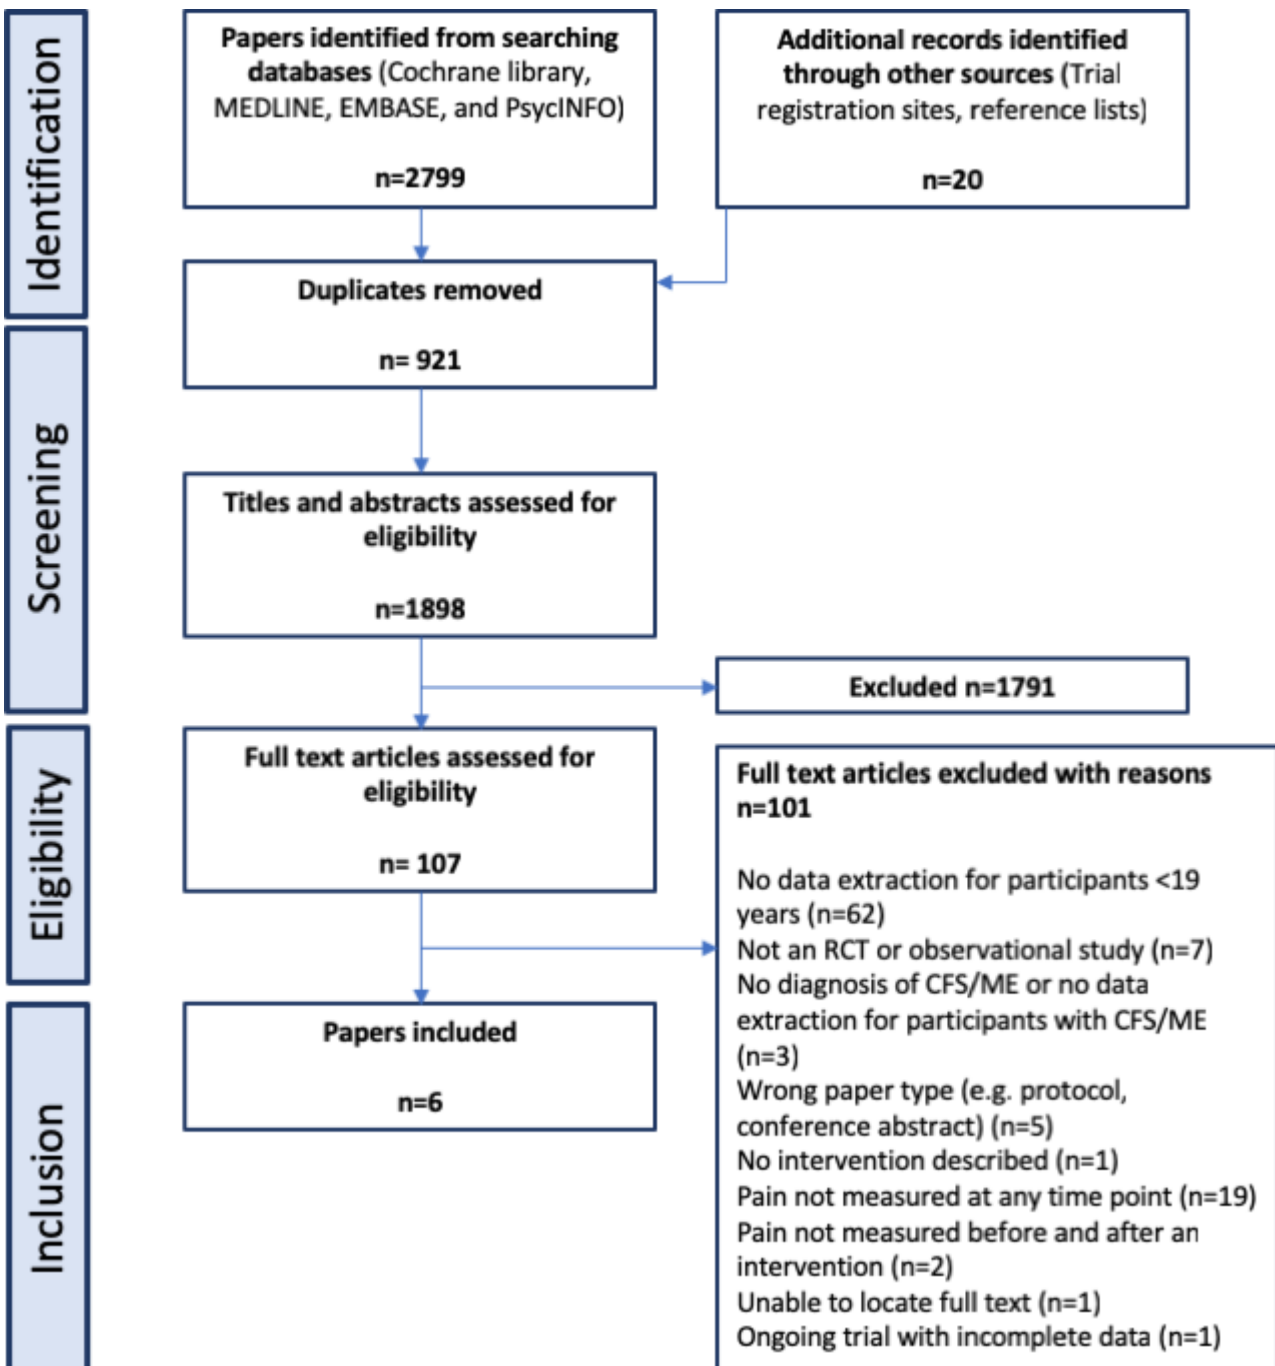 Identification
Papers identified from searching
databases (Cochrane library,
MEDLINE, EMBASE, and PsycINFO)
n=2799
Additional records identified
through other sources (Trial
registration sites, reference lists)
n=20
Duplicates removed
n= 921
Screening
Titles and abstracts assessed for
eligibility
n=1898
Excluded n=1791
Eligibility
Full text articles assessed for
eligibility
n= 107
Full text articles excluded with reasons
n=101
No data extraction for participants <19
years (n=62)
Not an RCT or observational study (n=7)
No diagnosis of CFS/ME or no data
extraction for participants with CFS/ME
(n=3)
Wrong paper type (e.g. protocol,
conference abstract) (n=5)
No intervention described (n=1)
Pain not measured at any time point (n=19)
Pain not measured before and after an
intervention (n=2)
Unable to locate full text (n=1)
Ongoing trial with incomplete data (n=1)
Inclusion
Papers included
n=6